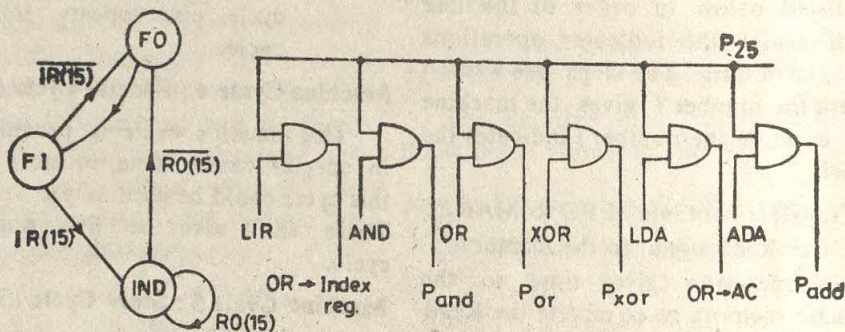 FO
P25
IR(15)
F1
RO(15)
IR(15)
IND
RO(15)
LIR
AND
OR
XOR
LDA
ADA
OR → Index reg.
Pand
Por
Pxor
OR→AC
Padd